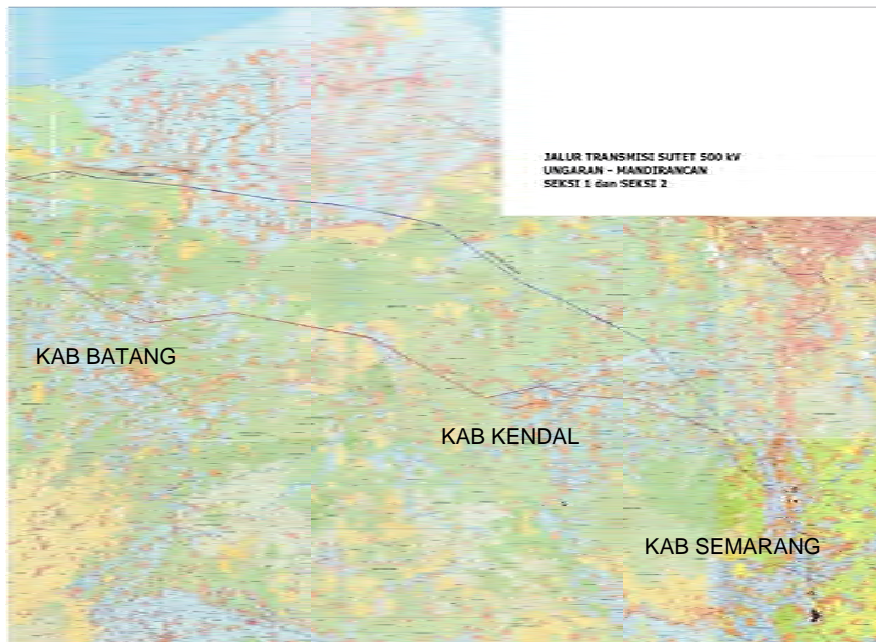 JALUR TRANSMISI SUTET 500 kV
UNGARAN - MANDIRANCAN
SEKSI 1 dan SEKSI 2
KAB BATANG
KAB KENDAL
KAB SEMARANG